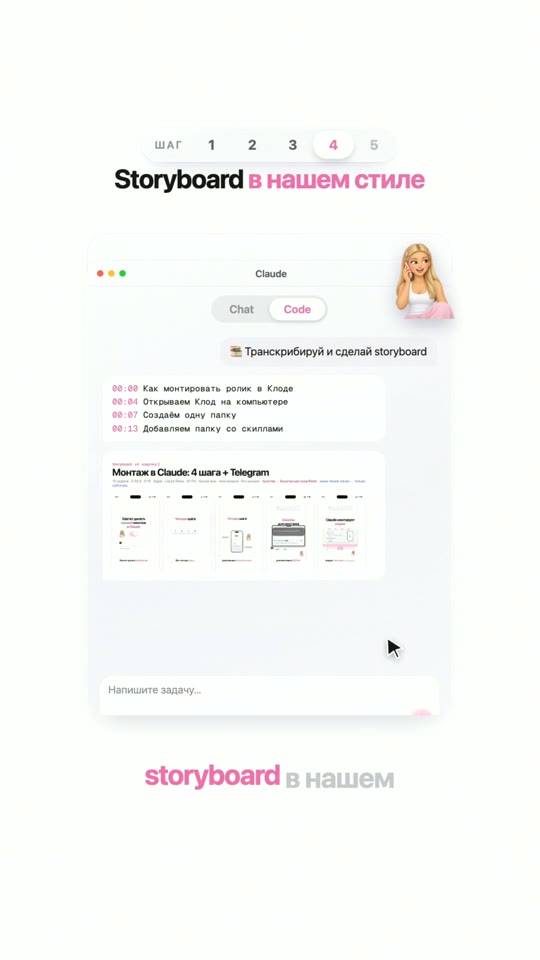 ШАГ 1 2 3 4 5
Storyboard в нашем стиле
Claude
Chat Code
Транскрибируй и сделай storyboard
00:00 Как монтировать ролик в Клоде
00:04 Открываем Клод на компьютере
00:07 Создаём одну папку
00:13 Добавляем папку со скиллами
Монтаж в Claude: 4 шага + Telegram
Четыре шага
Напишите задачу...
storyboard в нашем